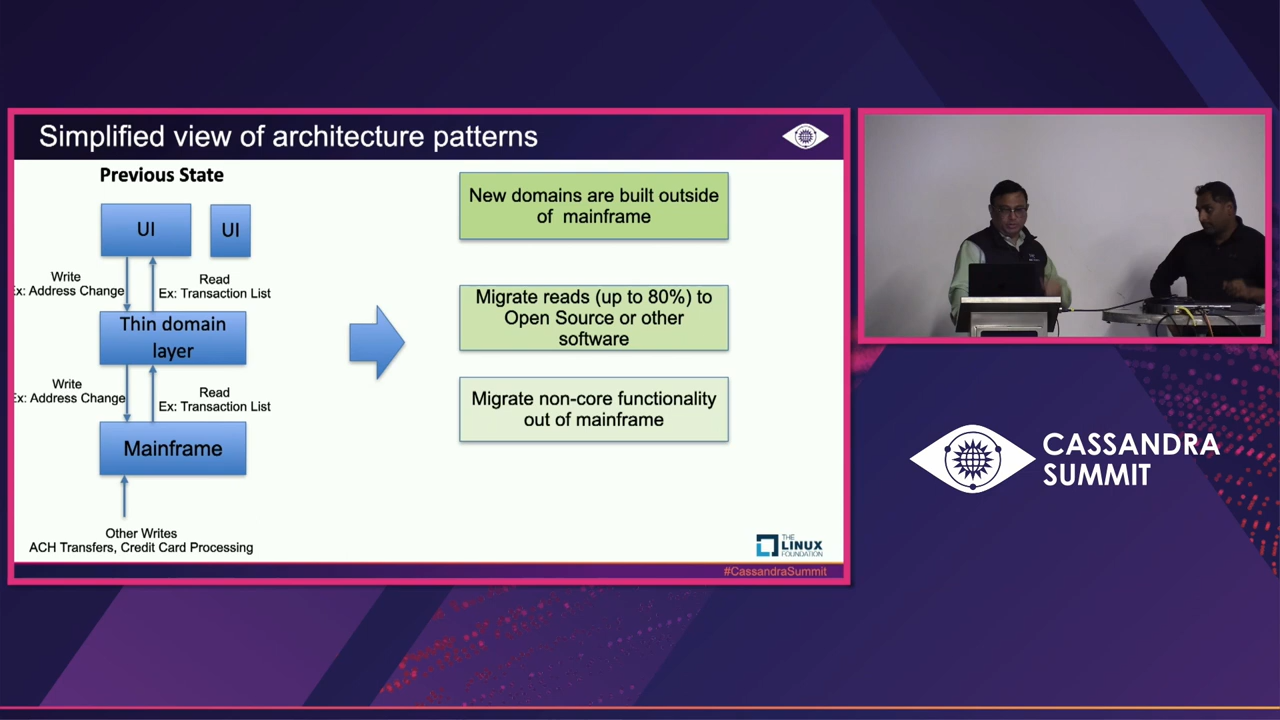 Simplified view of architecture patterns
Previous State
UI
UI
Write
Ex: Address Change
Read
Ex: Transaction List
Thin domain
layer
Write
Ex: Address Change
Read
Ex: Transaction List
Mainframe
Other Writes
ACH Transfers, Credit Card Processing
New domains are built outside
of mainframe
Migrate reads (up to 80%) to
Open Source or other
software
Migrate non-core functionality
out of mainframe
THE
LINUX
FOUNDATION
#CassandraSummit
CASSANDRA
SUMMIT